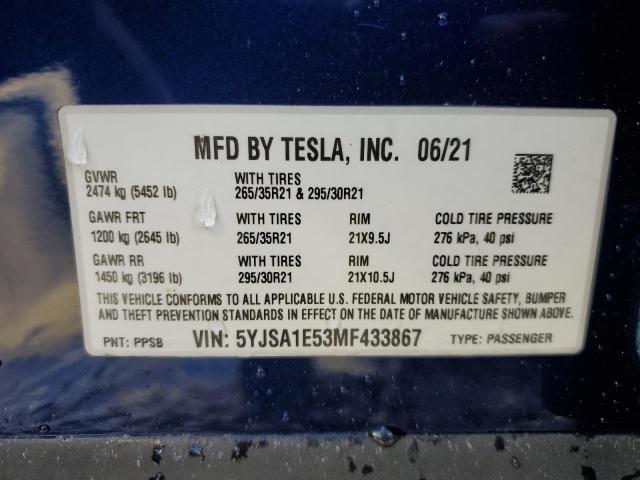 MFD BY TESLA, INC. 06/21
GVWR WITH TIRES
2474 kg (5452 lb) 265/35R21 & 295/30R21
GAWR FRT WITH TIRES RIM COLD TIRE PRESSURE
1200 kg (2645 lb) 265/35R21 21X9.5J 276 kPa, 40 psi
GAWR RR WITH TIRES RIM COLD TIRE PRESSURE
1450 kg (3196 lb) 295/30R21 21X10.5J 276 kPa, 40 psi
THIS VEHICLE CONFORMS TO ALL APPLICABLE U.S. FEDERAL MOTOR VEHICLE SAFETY, BUMPER
AND THEFT PREVENTION STANDARDS IN EFFECT ON THE DATE OF MANUFACTURE SHOWN ABOVE.
PNT: PPSB VIN: 5YJSA1E53MF433867 TYPE: PASSENGER